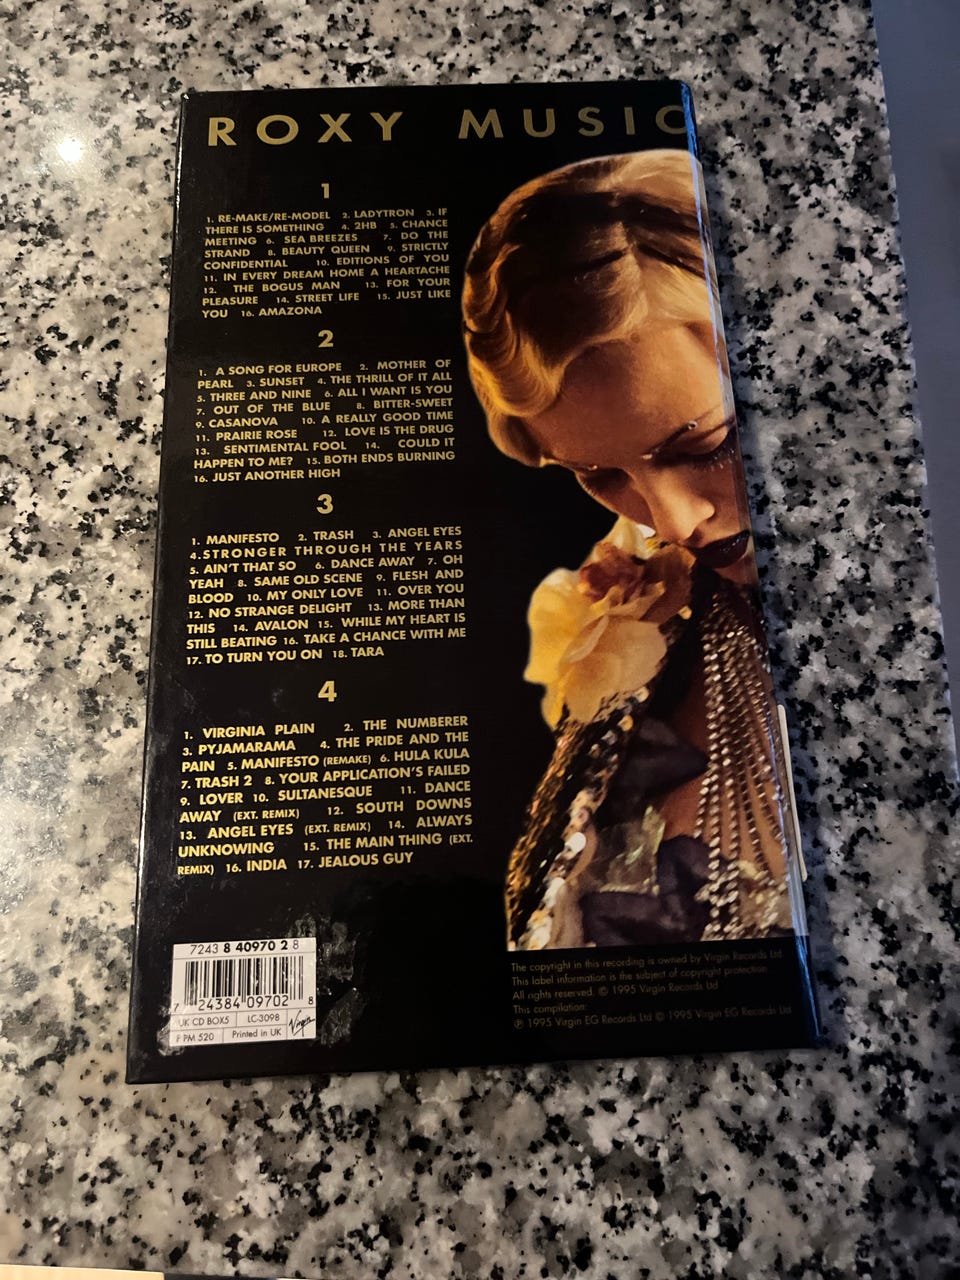 ROXY MUSIC
1
1. RE-MAKE/RE-MODEL 2. LADYTRON 3. IF
THERE IS SOMETHING 4. 2HB 5. CHANCE
MEETING 6. SEA BREEZES 7. DO THE
STRAND 8. BEAUTY QUEEN 9. STRICTLY
CONFIDENTIAL 10. EDITIONS OF YOU
11. IN EVERY DREAM HOME A HEARTACHE
12. THE BOGUS MAN 13. FOR YOUR
PLEASURE 14. STREET LIFE 15. JUST LIKE
YOU 16. AMAZONA
2
1. A SONG FOR EUROPE 2. MOTHER OF
PEARL 3. SUNSET 4. THE THRILL OF IT ALL
5. THREE AND NINE 6. ALL I WANT IS YOU
7. OUT OF THE BLUE 8. BITTER-SWEET
9. CASANOVA 10. A REALLY GOOD TIME
11. PRAIRIE ROSE 12. LOVE IS THE DRUG
13. SENTIMENTAL FOOL 14. COULD IT
HAPPEN TO ME? 15. BOTH ENDS BURNING
16. JUST ANOTHER HIGH
3
1. MANIFESTO 2. TRASH 3. ANGEL EYES
4.STRONGER THROUGH THE YEARS
5. AIN'T THAT SO 6. DANCE AWAY 7. OH
YEAH 8. SAME OLD SCENE 9. FLESH AND
BLOOD 10. MY ONLY LOVE 11. OVER YOU
12. NO STRANGE DELIGHT 13. MORE THAN
THIS 14. AVALON 15. WHILE MY HEART IS
STILL BEATING 16. TAKE A CHANCE WITH ME
17. TO TURN YOU ON 18. TARA
4
1. VIRGINIA PLAIN 2. THE NUMBERER
3. PYJAMARAMA 4. THE PRIDE AND THE
PAIN 5. MANIFESTO (REMAKE) 6. HULA KULA
7. TRASH 2 8. YOUR APPLICATION'S FAILED
9. LOVER 10. SULTANESQUE 11. DANCE
AWAY (EXT. REMIX) 12. SOUTH DOWNS
13. ANGEL EYES (EXT. REMIX) 14. ALWAYS
UNKNOWING 15. THE MAIN THING (EXT.
REMIX) 16. INDIA 17. JEALOUS GUY
7243 8 40970 2 8
7 24384 09702 8
UK CD BOX5 LC-3098
F PM 520 Printed in UK Virgin
The copyright in this recording is owned by Virgin Records Ltd
This label information is the subject of copyright protection
All rights reserved. © 1995 Virgin Records Ltd
This compilation:
℗ 1995 Virgin EG Records Ltd © 1995 Virgin EG Records Ltd